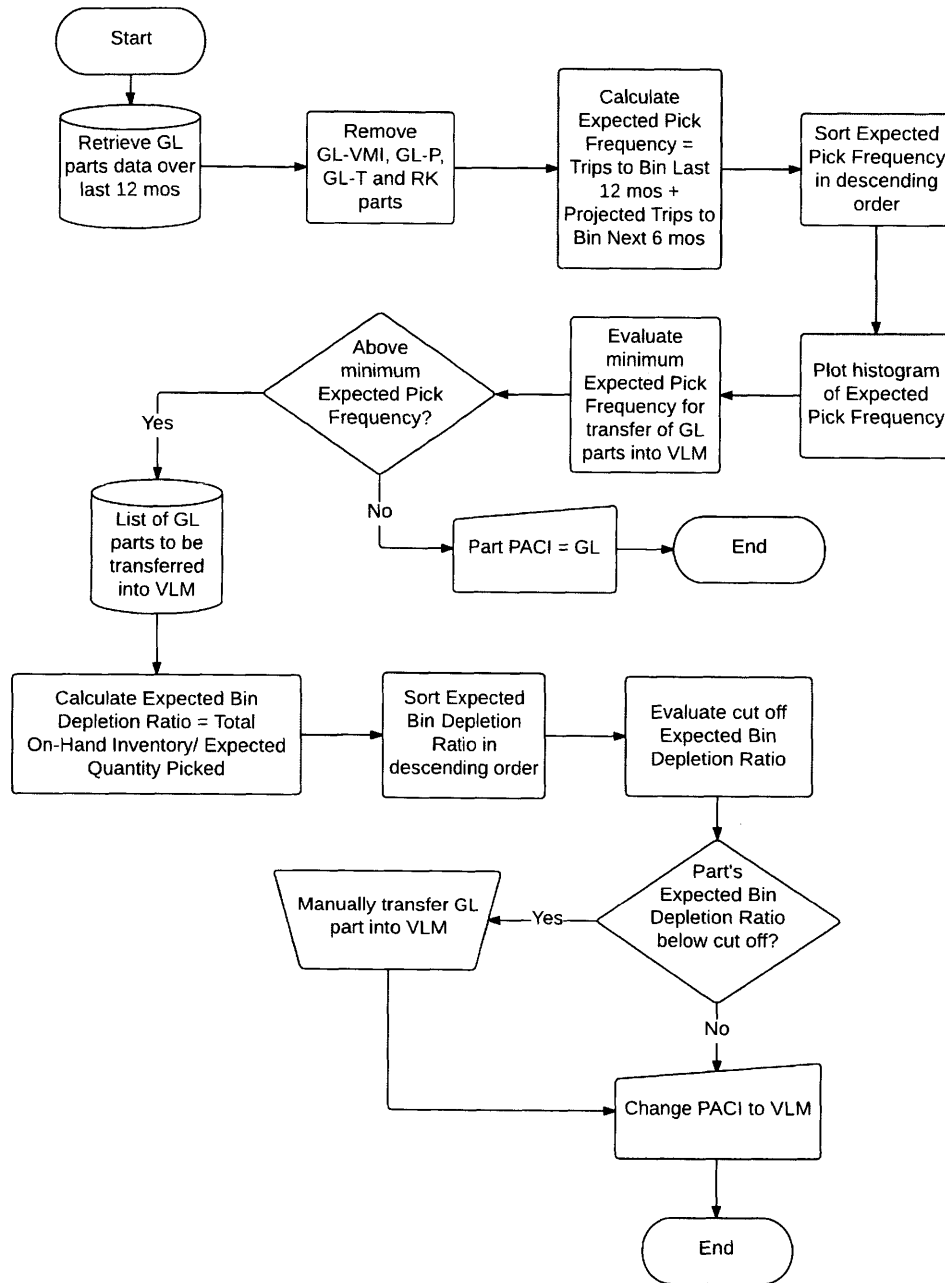 Start
Retrieve GL
parts data over
last 12 mos
Remove
GL-VMI, GL-P,
GL-T and RK
parts
Calculate
Expected Pick
Frequency =
Trips to Bin Last
12 mos +
Projected Trips to
Bin Next 6 mos
Sort Expected
Pick Frequency
in descending
order
Plot histogram
of Expected
Pick Frequency
Evaluate
minimum
Expected Pick
Frequency for
transfer of GL
parts into VLM
Above
minimum
Expected Pick
Frequency?
Yes
No
List of GL
parts to be
transferred
into VLM
Part PACI = GL
End
Calculate Expected Bin
Depletion Ratio = Total
On-Hand Inventory/ Expected
Quantity Picked
Sort Expected
Bin Depletion
Ratio in
descending order
Evaluate cut off
Expected Bin
Depletion Ratio
Part's
Expected Bin
Depletion Ratio
below cut off?
Yes
Manually transfer GL
part into VLM
No
Change PACI to VLM
End